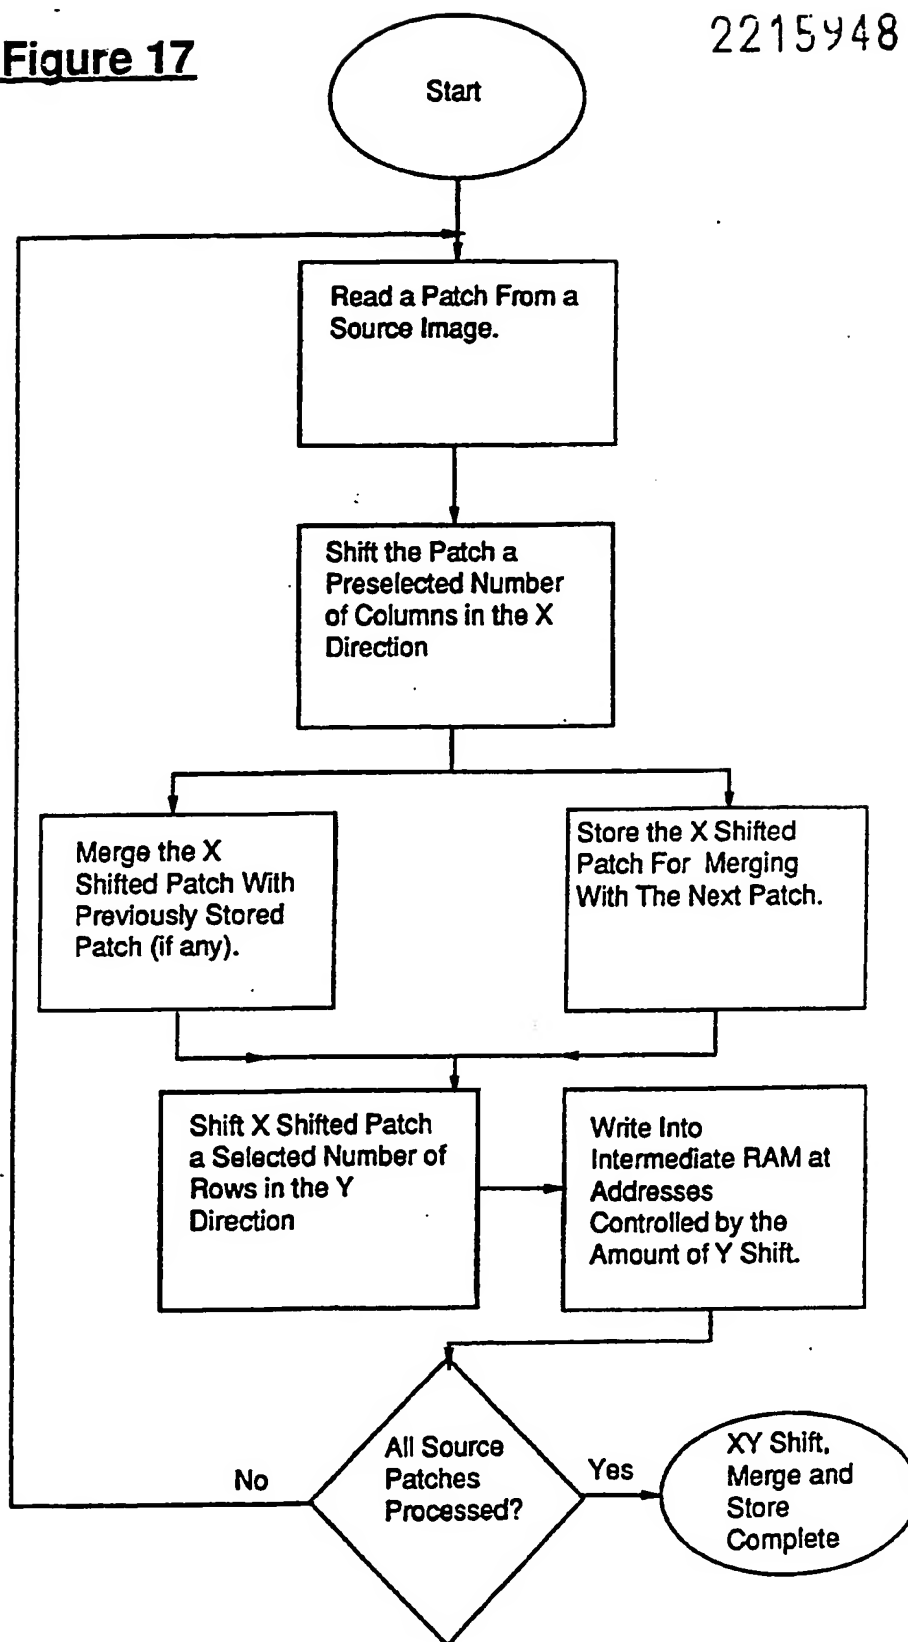 Figure 17
2215948
Start
Read a Patch From a
Source Image.
Shift the Patch a
Preselected Number
of Columns in the X
Direction
Merge the X
Shifted Patch With
Previously Stored
Patch (if any).
Store the X Shifted
Patch For Merging
With The Next Patch.
Shift X Shifted Patch
a Selected Number of
Rows in the Y
Direction
Write Into
Intermediate RAM at
Addresses
Controlled by the
Amount of Y Shift.
All Source
Patches
Processed?
No
Yes
XY Shift,
Merge and
Store
Complete